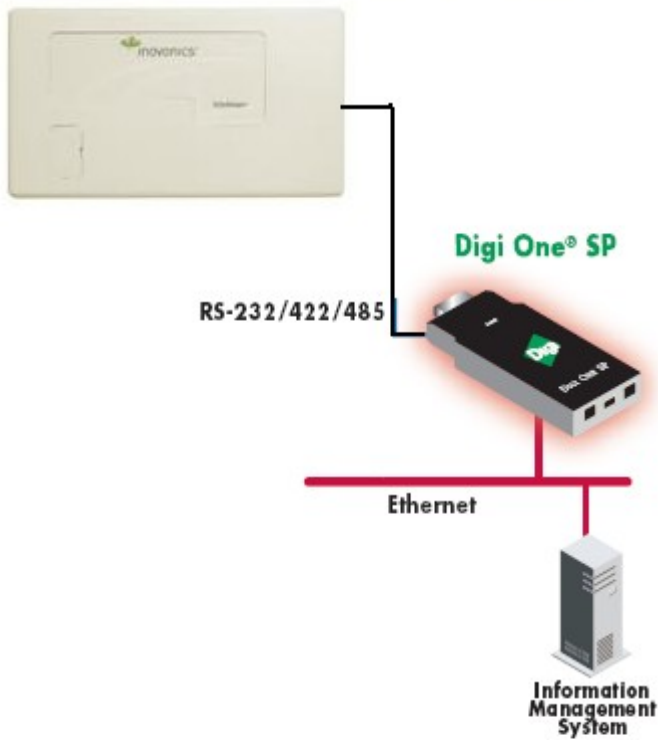 inovonics
Digi One® SP
RS-232/422/485
Digi
Digi One SP
Ethernet
Information
Management
System